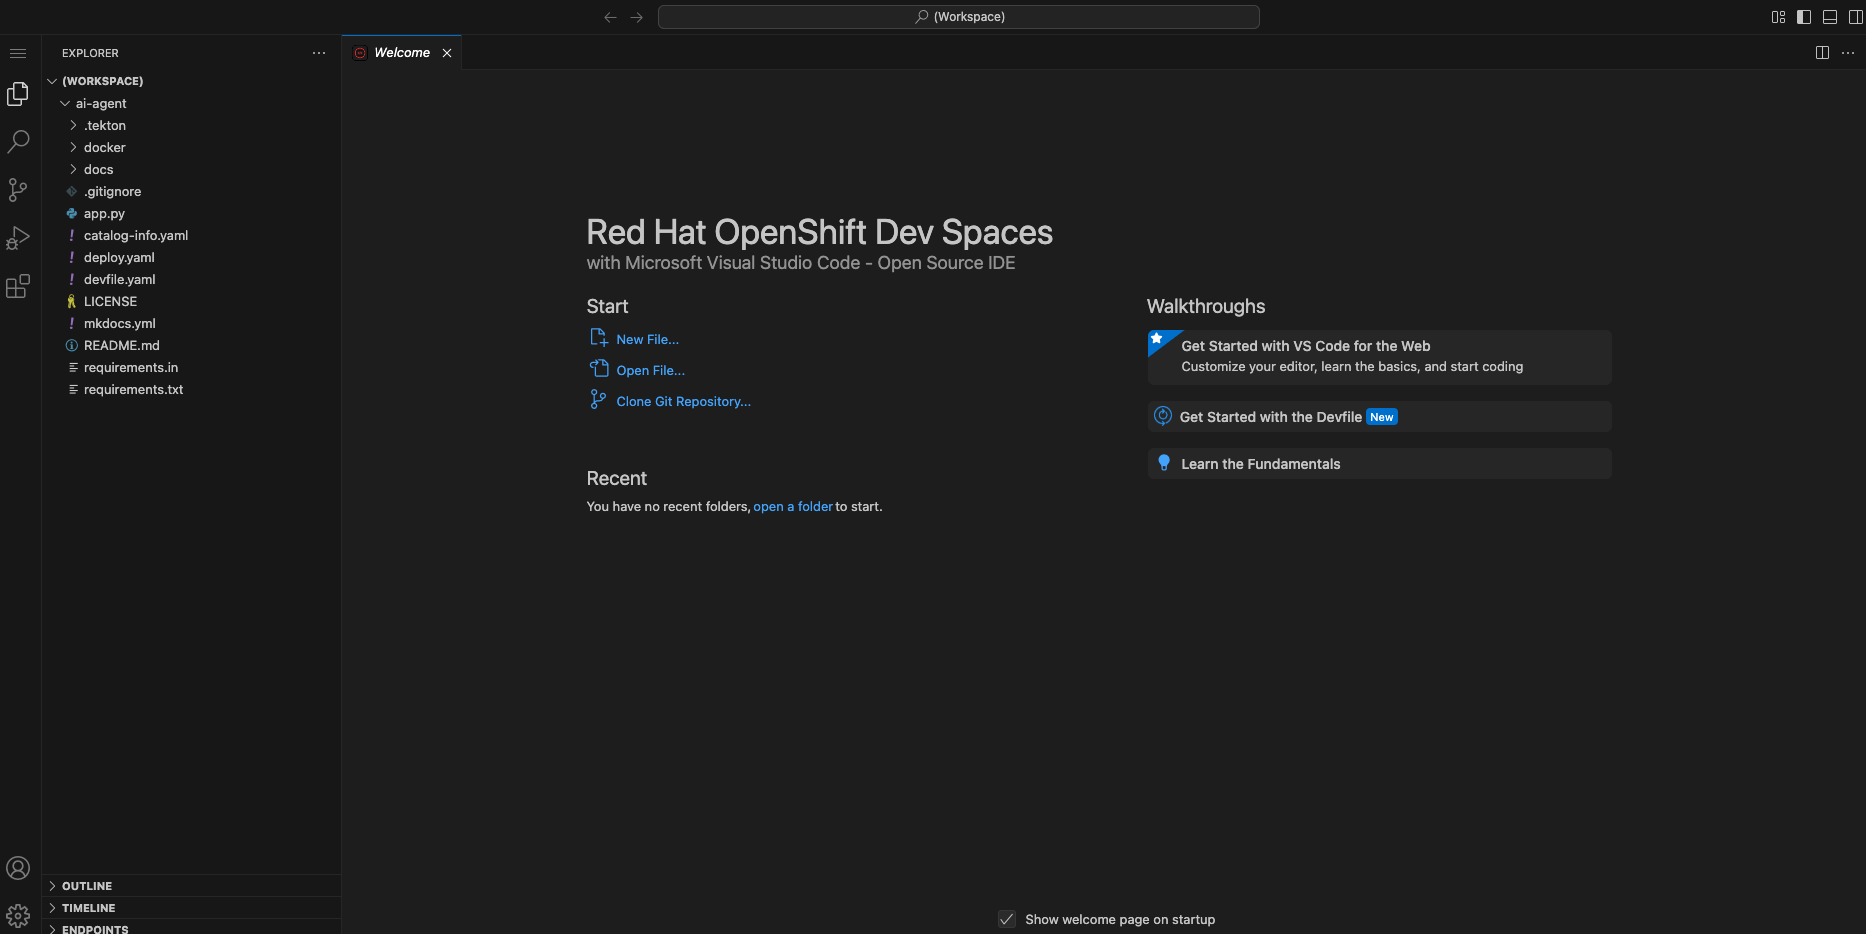 (Workspace)
EXPLORER
(WORKSPACE)
ai-agent
.tekton
docker
docs
.gitignore
app.py
catalog-info.yaml
deploy.yaml
devfile.yaml
LICENSE
mkdocs.yml
README.md
requirements.in
requirements.txt
OUTLINE
TIMELINE
ENDPOINTS
Welcome
Red Hat OpenShift Dev Spaces
with Microsoft Visual Studio Code - Open Source IDE
Start
New File...
Open File...
Clone Git Repository...
Recent
You have no recent folders, open a folder to start.
Walkthroughs
Get Started with VS Code for the Web
Customize your editor, learn the basics, and start coding
Get Started with the Devfile New
Learn the Fundamentals
Show welcome page on startup